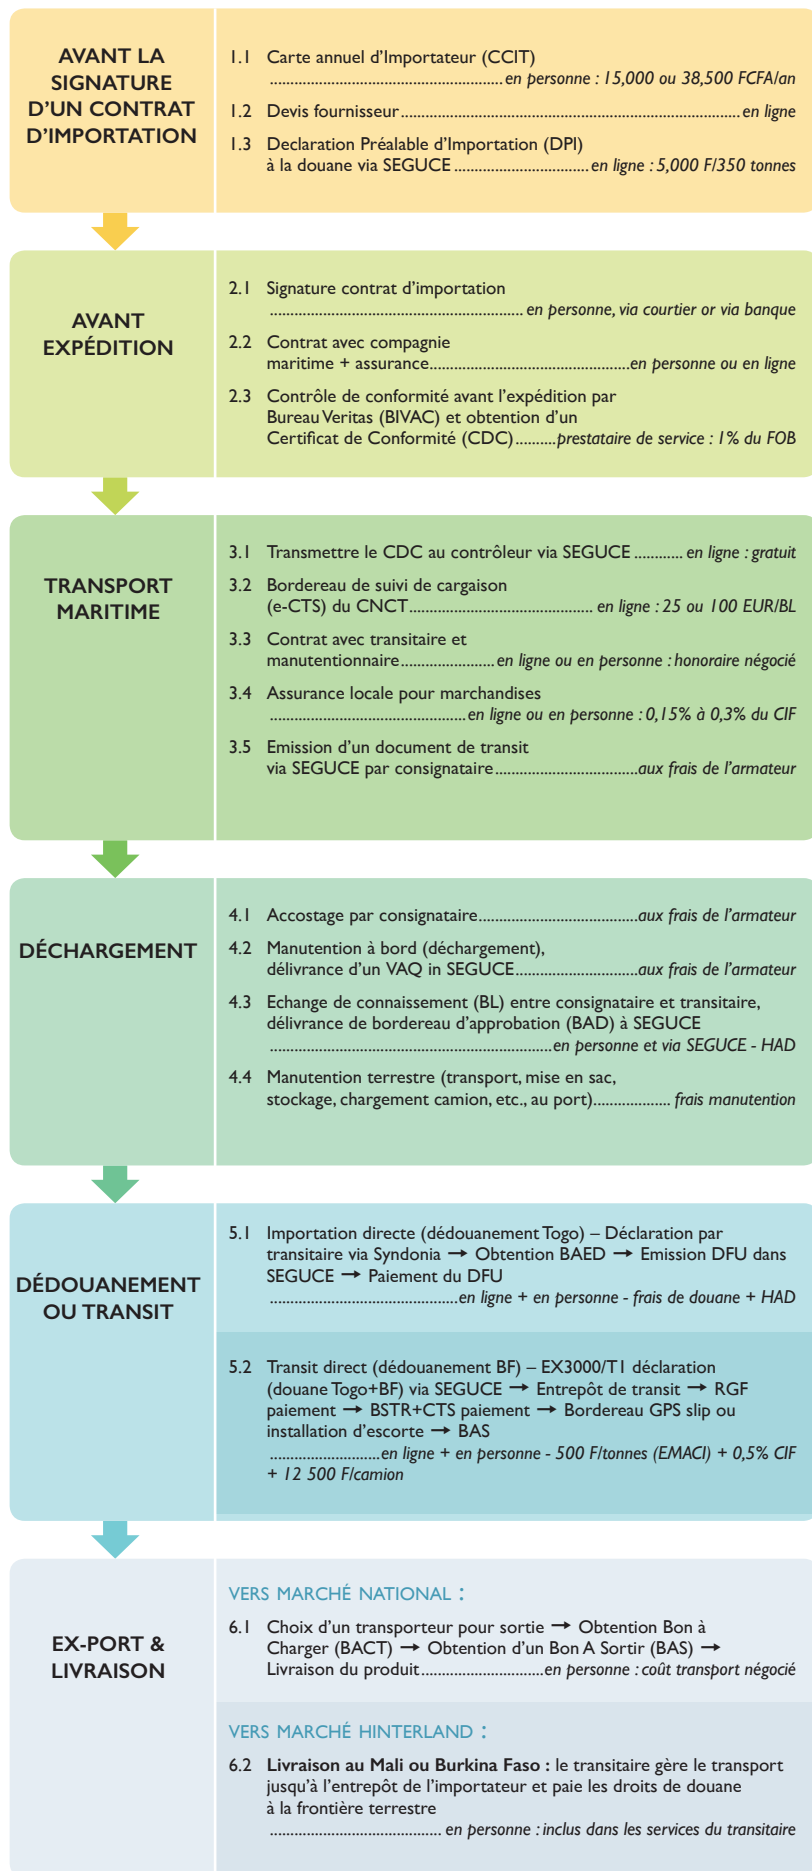 AVANT LA
SIGNATURE
D'UN CONTRAT
D'IMPORTATION
1.1 Carte annuel d'Importateur (CCIT)
......................................................en personne : 15,000 ou 38,500 FCFA/an
1.2 Devis fournisseur...............................................................................en ligne
1.3 Declaration Préalable d'Importation (DPI)
à la douane via SEGUCE ...............................en ligne : 5,000 F/350 tonnes
AVANT
EXPÉDITION
2.1 Signature contrat d'importation
........................................................... en personne, via courtier or via banque
2.2 Contrat avec compagnie
maritime + assurance...............................................en personne ou en ligne
2.3 Contrôle de conformité avant l'expédition par
Bureau Veritas (BIVAC) et obtention d'un
Certificat de Conformité (CDC)..........prestataire de service : 1% du FOB
TRANSPORT
MARITIME
3.1 Transmettre le CDC au contrôleur via SEGUCE ........... en ligne : gratuit
3.2 Bordereau de suivi de cargaison
(e-CTS) du CNCT........................................... en ligne : 25 ou 100 EUR/BL
3.3 Contrat avec transitaire et
manutentionnaire......................en ligne ou en personne : honoraire négocié
3.4 Assurance locale pour marchandises
..............................................en ligne ou en personne : 0,15% à 0,3% du CIF
3.5 Emission d'un document de transit
via SEGUCE par consignataire.................................aux frais de l'armateur
DÉCHARGEMENT
4.1 Accostage par consignataire.....................................aux frais de l'armateur
4.2 Manutention à bord (déchargement),
délivrance d'un VAQ in SEGUCE.............................aux frais de l'armateur
4.3 Echange de connaissement (BL) entre consignataire et transitaire,
délivrance de bordereau d'approbation (BAD) à SEGUCE
..................................................................en personne et via SEGUCE - HAD
4.4 Manutention terrestre (transport, mise en sac,
stockage, chargement camion, etc., au port).................. frais manutention
DÉDOUANEMENT
OU TRANSIT
5.1 Importation directe (dédouanement Togo) – Déclaration par
transitaire via Syndonia → Obtention BAED → Emission DFU dans
SEGUCE → Paiement du DFU
............................................en ligne + en personne - frais de douane + HAD
5.2 Transit direct (dédouanement BF) – EX3000/T1 déclaration
(douane Togo+BF) via SEGUCE → Entrepôt de transit → RGF
paiement → BSTR+CTS paiement → Bordereau GPS slip ou
installation d'escorte → BAS
..........................en ligne + en personne - 500 F/tonnes (EMACI) + 0,5% CIF
+ 12 500 F/camion
EX-PORT &
LIVRAISON
VERS MARCHÉ NATIONAL :
6.1 Choix d'un transporteur pour sortie → Obtention Bon à
Charger (BACT) → Obtention d'un Bon A Sortir (BAS) →
Livraison du produit.............................en personne : coût transport négocié
VERS MARCHÉ HINTERLAND :
6.2 Livraison au Mali ou Burkina Faso : le transitaire gère le transport
jusqu'à l'entrepôt de l'importateur et paie les droits de douane
à la frontière terrestre
........................................ en personne : inclus dans les services du transitaire